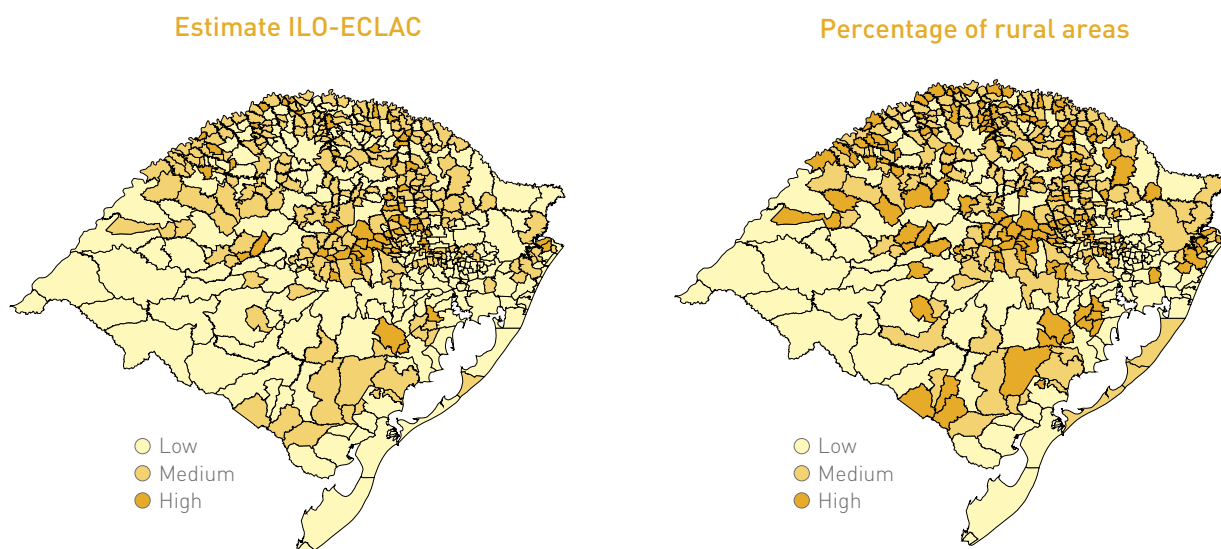 Estimate ILO-ECLAC
Percentage of rural areas
Low
Medium
High
Low
Medium
High